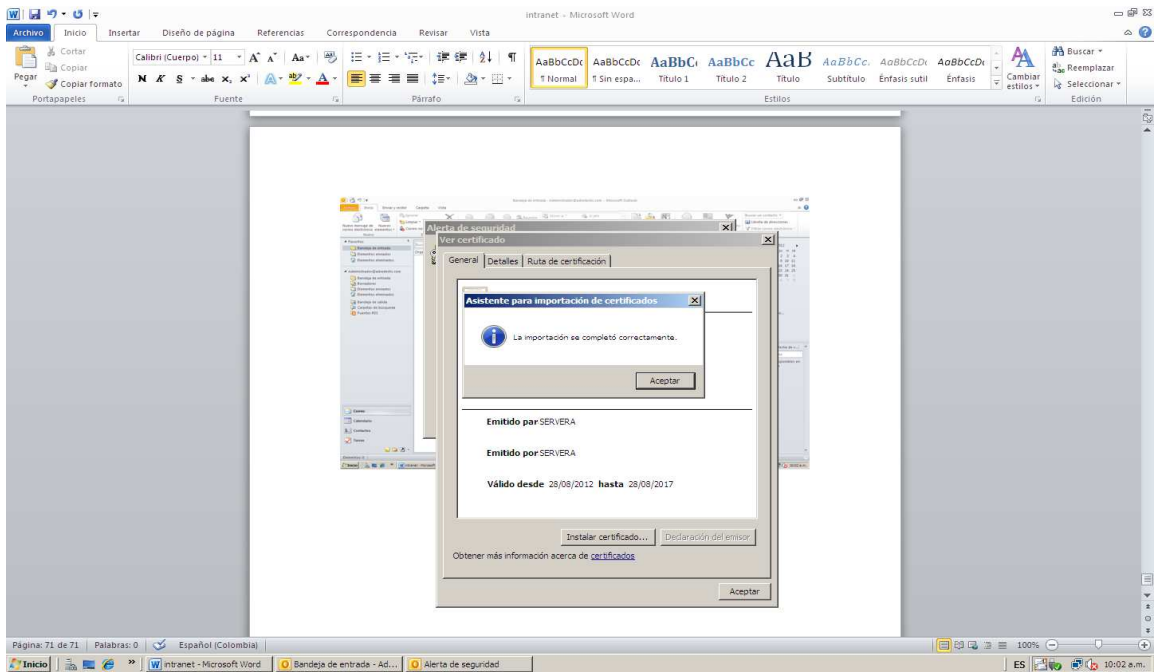 intranet - Microsoft Word
Archivo Inicio Insertar Diseño de página Referencias Correspondencia Revisar Vista
Pegar
Cortar
Copiar
Copiar formato
Portapapeles
Calibri (Cuerpo) 11
N K S abc x₂ x²
Fuente
Párrafo
AaBbCcDc AaBbCcDc AaBbC AaBbCc AaB AaBbCc. AaBbCcDc AaBbCcDc
¶ Normal ¶ Sin espa... Título 1 Título 2 Título Subtítulo Énfasis sutil Énfasis
Cambiar estilos
Estilos
Buscar
Reemplazar
Seleccionar
Edición
Alerta de seguridad
Ver certificado
General Detalles Ruta de certificación
Asistente para importación de certificados
La importación se completó correctamente.
Aceptar
Emitido por SERVERA
Emitido por SERVERA
Válido desde 28/08/2012 hasta 28/08/2017
Instalar certificado... Declaración del emisor
Obtener más información acerca de certificados
Aceptar
Página: 71 de 71 Palabras: 0 Español (Colombia) 100%
Inicio intranet - Microsoft Word Bandeja de entrada - Ad... Alerta de seguridad ES 10:02 a.m.